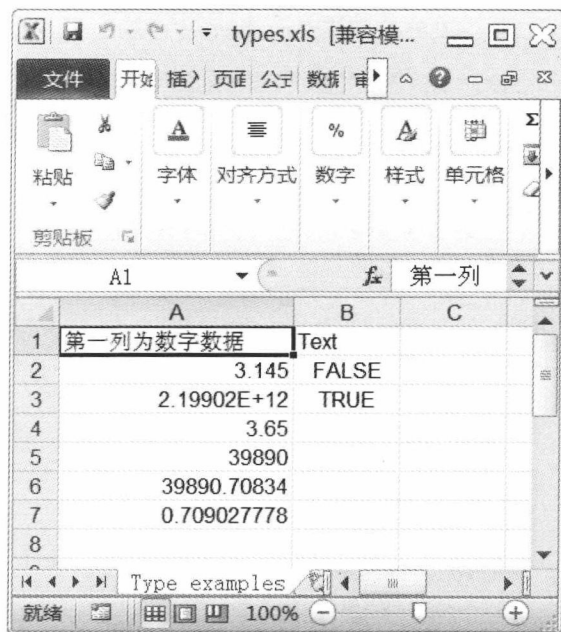 types.xls [兼容模...
文件 开始 插入 页面 公式 数据 审
粘贴 字体 对齐方式 数字 样式 单元格
剪贴板
A1 fx 第一列
A B C
1 第一列为数字数据 Text
2 3.145 FALSE
3 2.19902E+12 TRUE
4 3.65
5 39890
6 39890.70834
7 0.709027778
8
Type examples
就绪 100%